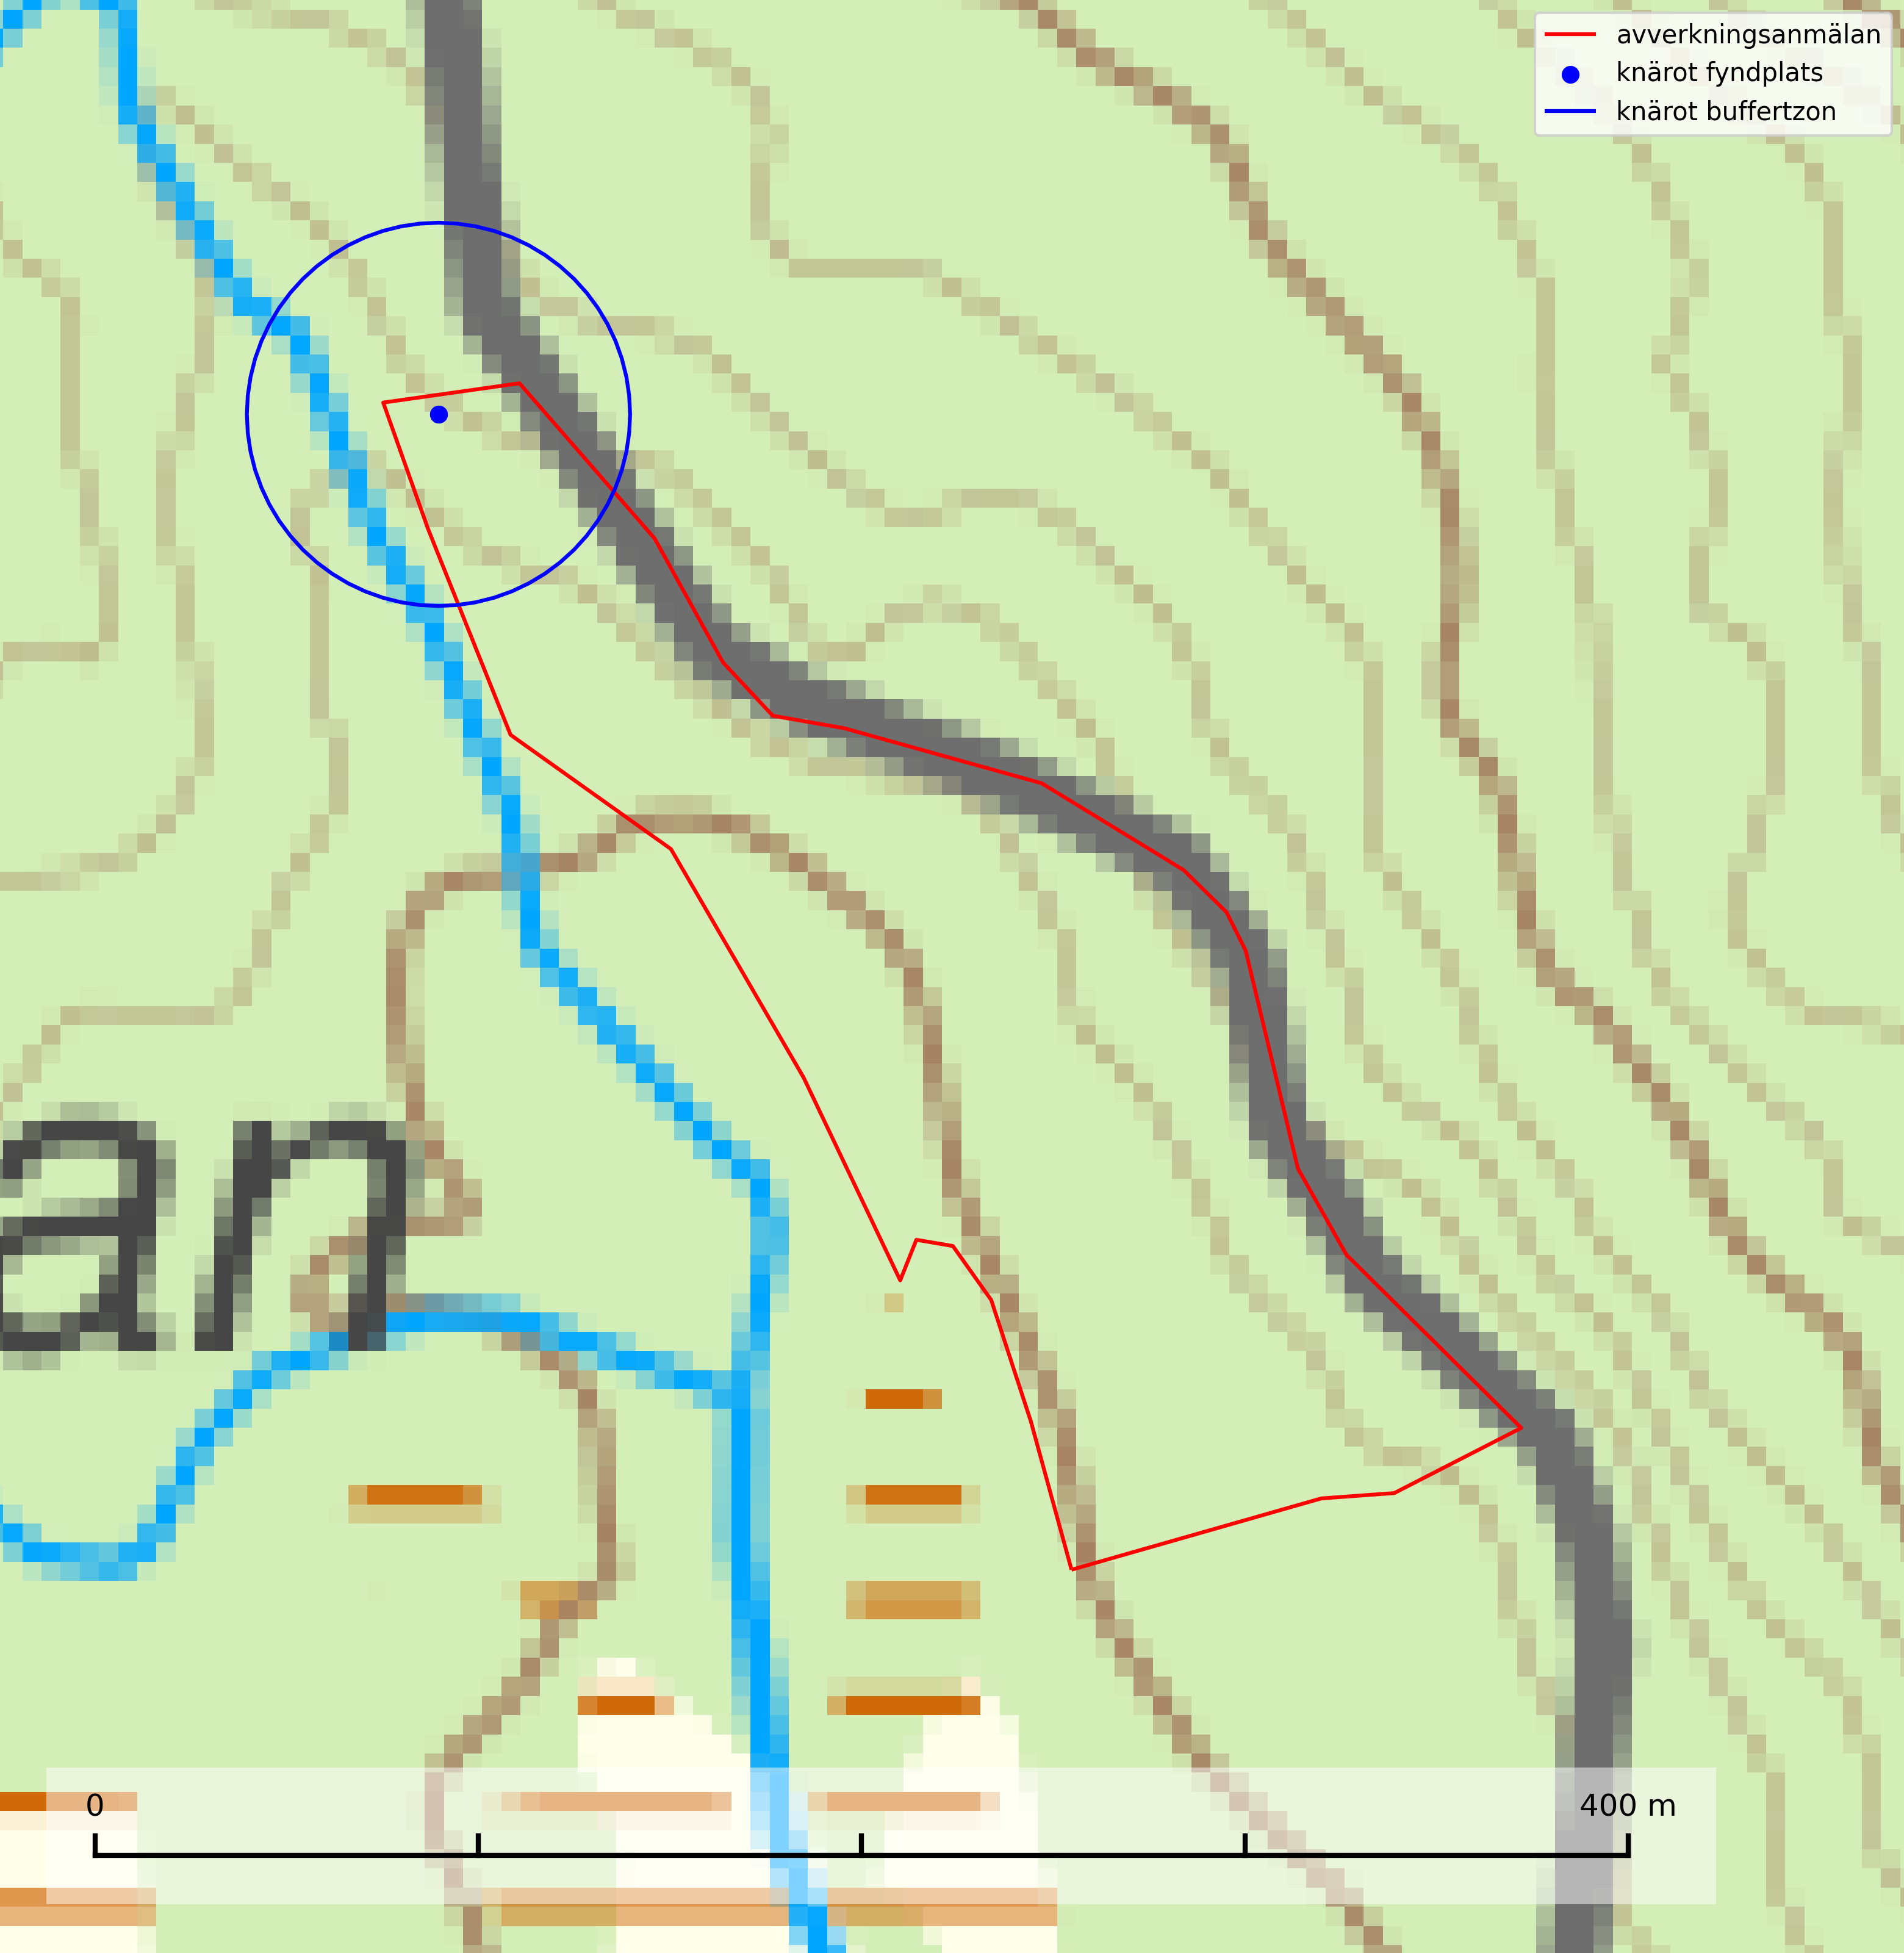 avverkningsanmälan
knärot fyndplats
knärot buffertzon
an
0 400 m